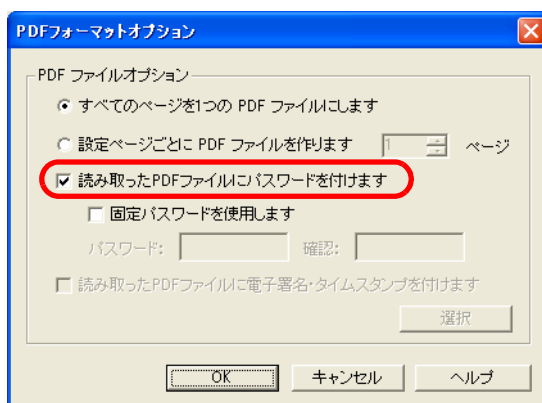 PDFフォーマットオプション
PDF ファイルオプション
すべてのページを1つの PDF ファイルにします
設定ページごとに PDF ファイルを作ります 1 ページ
読み取ったPDFファイルにパスワードを付けます
固定パスワードを使用します
パスワード: 確認:
読み取ったPDFファイルに電子署名・タイムスタンプを付けます
選択
OK キャンセル ヘルプ